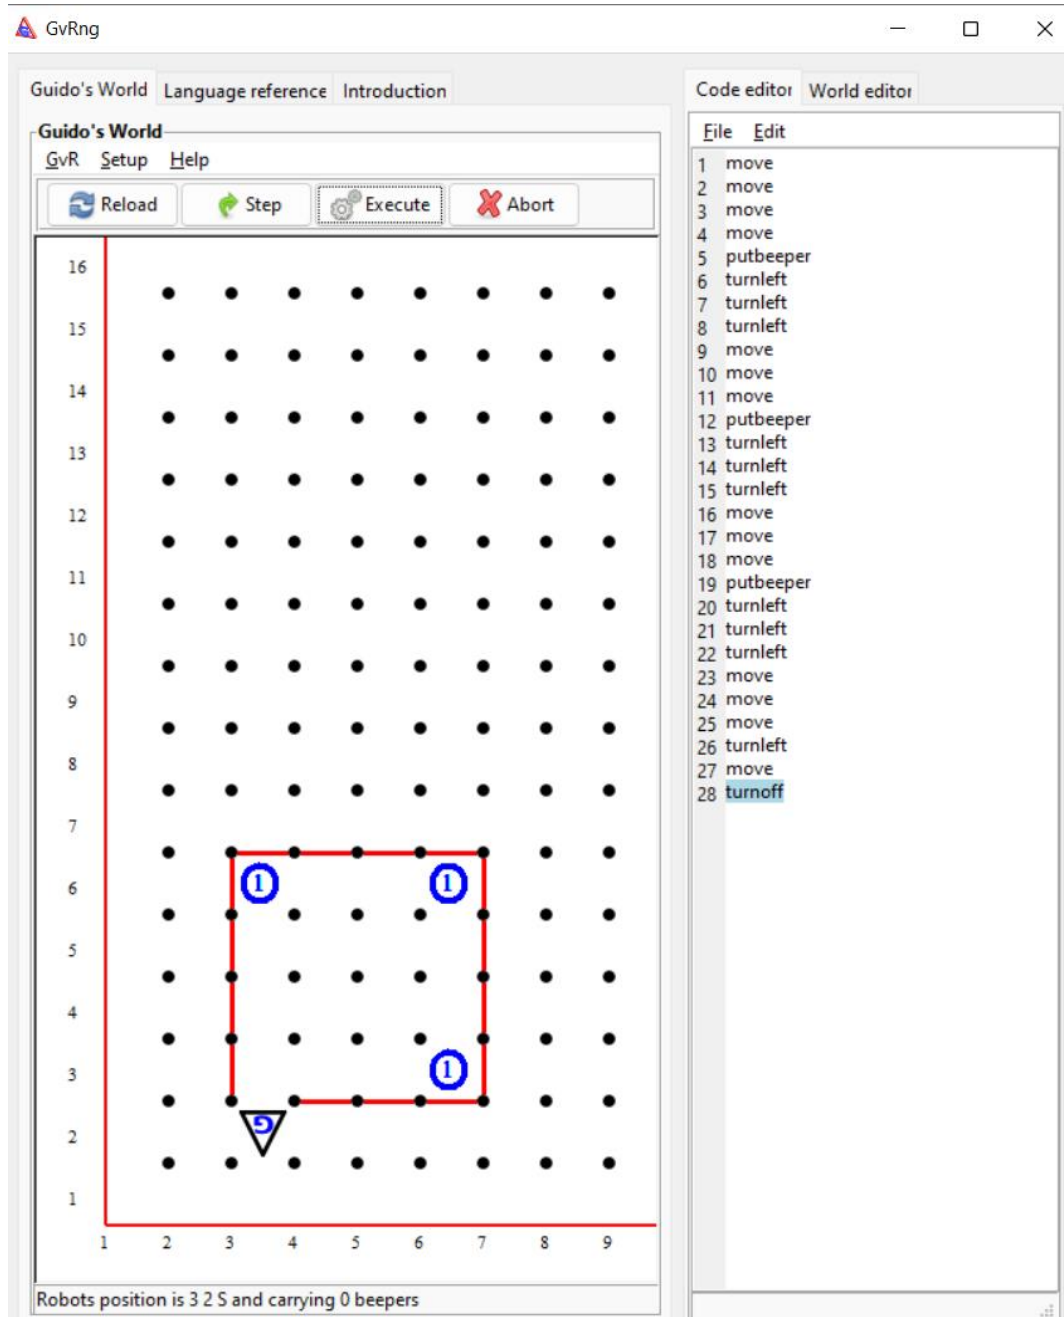 GvRng
Guido's World Language reference Introduction
Guido's World
GvR Setup Help
Reload Step Execute Abort
16
15
14
13
12
11
10
9
8
7
6 1 1
5
4
3 1
G
2
1
1 2 3 4 5 6 7 8 9
Robots position is 3 2 S and carrying 0 beepers
Code editor World editor
File Edit
1 move
2 move
3 move
4 move
5 putbeeper
6 turnleft
7 turnleft
8 turnleft
9 move
10 move
11 move
12 putbeeper
13 turnleft
14 turnleft
15 turnleft
16 move
17 move
18 move
19 putbeeper
20 turnleft
21 turnleft
22 turnleft
23 move
24 move
25 move
26 turnleft
27 move
28 turnoff